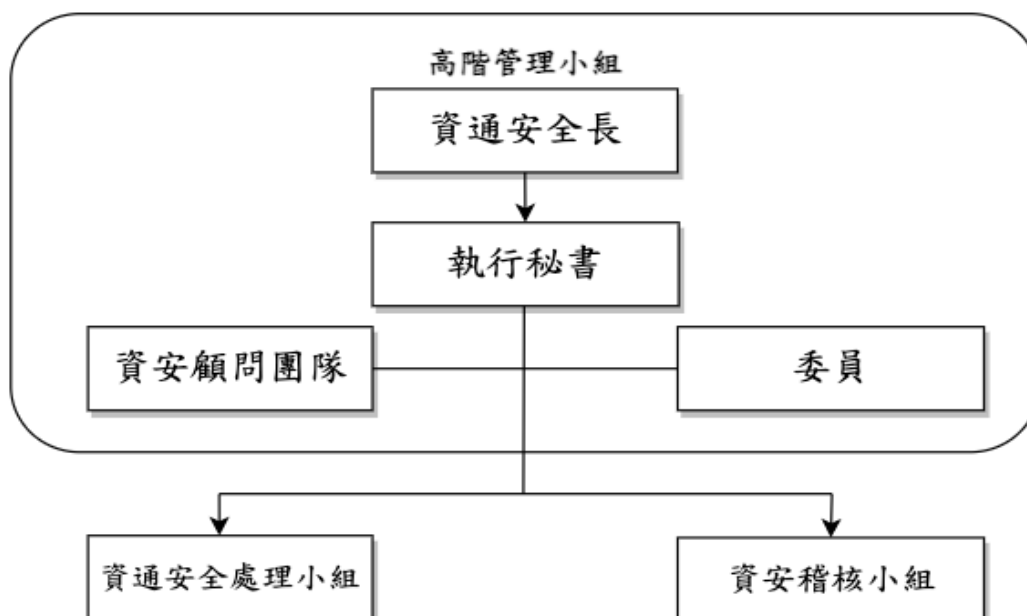 高階管理小組
資通安全長
執行秘書
資安顧問團隊
委員
資通安全處理小組
資安稽核小組